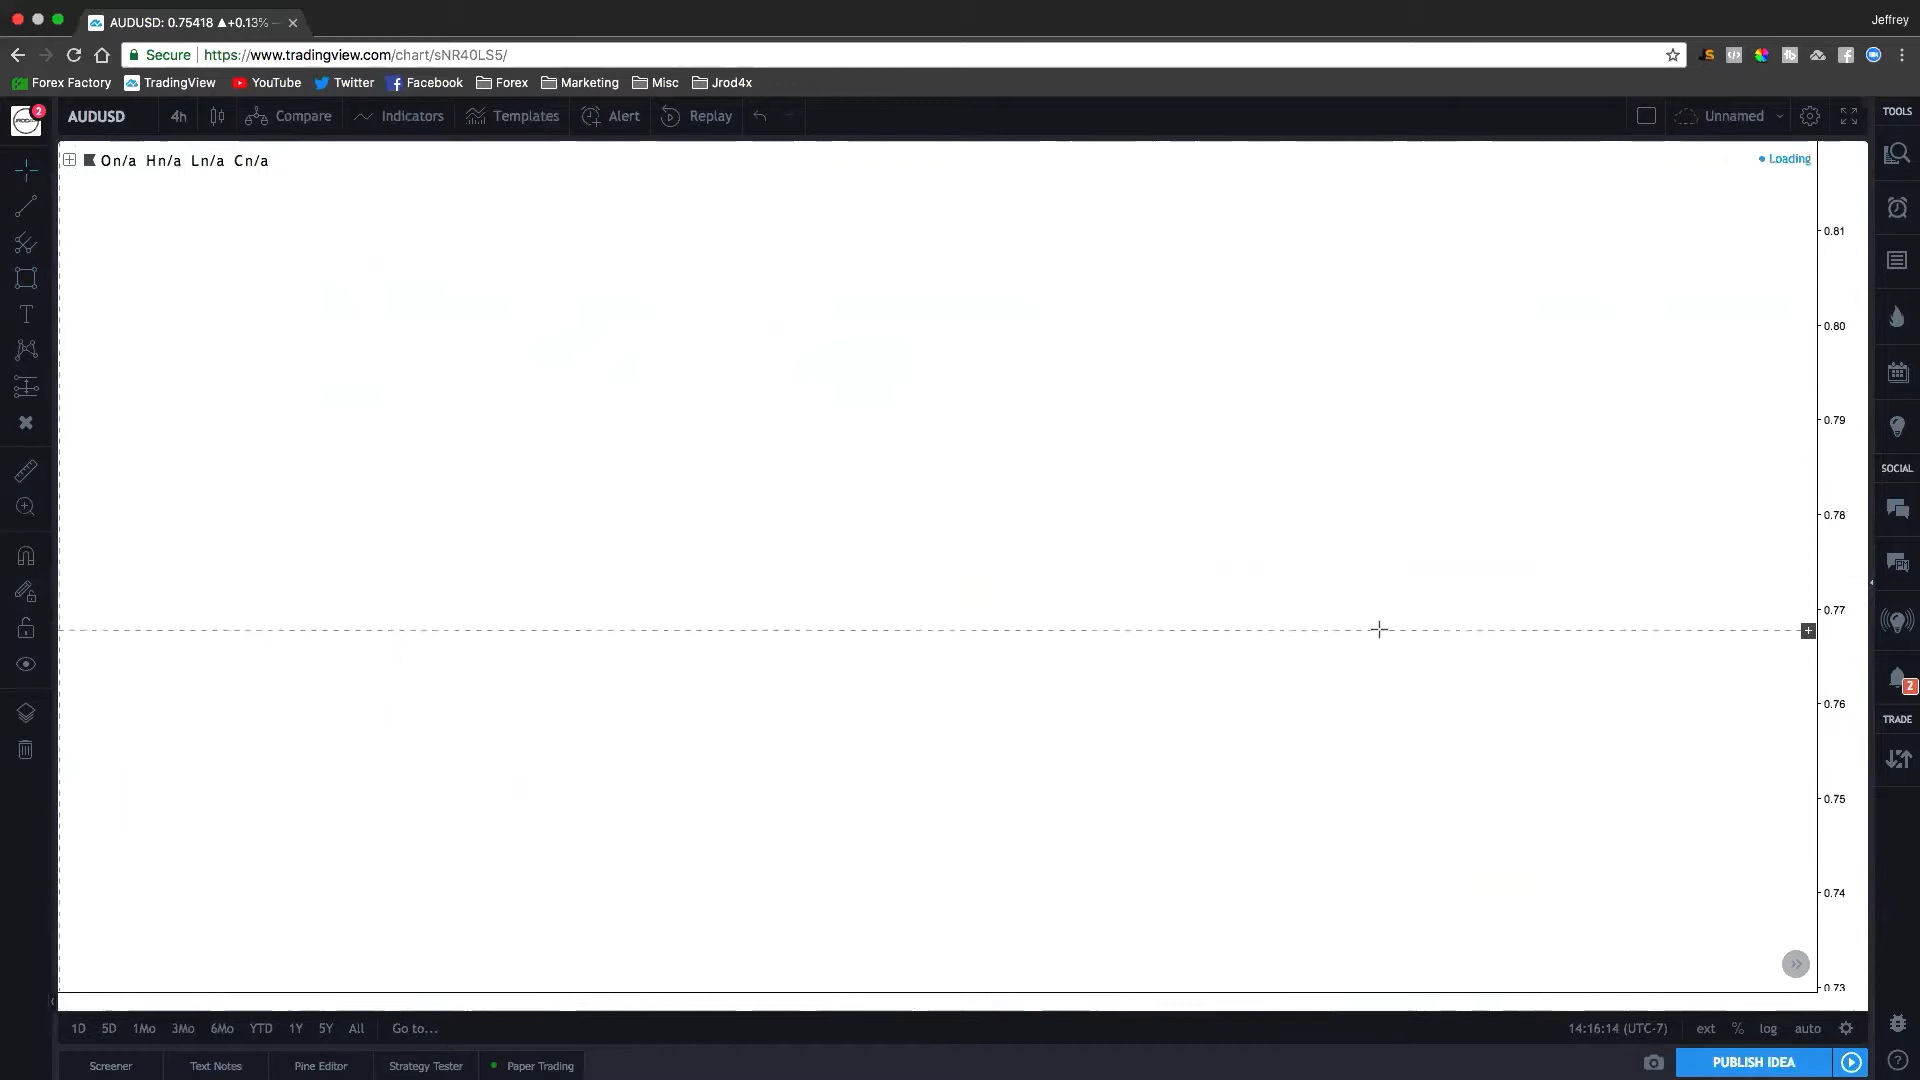 Jeffrey
AUDUSD: 0.75418 ▲+0.13% –
Secure https://www.tradingview.com/chart/sNR40LS5/
Forex Factory TradingView YouTube Twitter Facebook Forex Marketing Misc Jrod4x
2 AUDUSD 4h Compare Indicators Templates Alert Replay Unnamed TOOLS
On/a Hn/a Ln/a Cn/a
Loading
0.81
0.80
0.79
0.78
0.77
0.76
0.75
0.74
0.73
SOCIAL
2
TRADE
1D 5D 1Mo 3Mo 6Mo YTD 1Y 5Y All Go to... 14:16:14 (UTC-7) ext % log auto
Screener Text Notes Pine Editor Strategy Tester Paper Trading PUBLISH IDEA